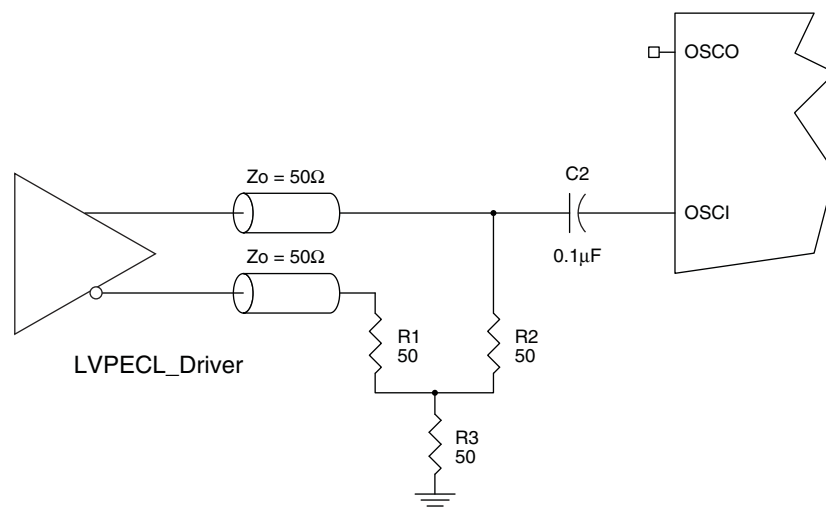 OSCO
C2
Zo = 50Ω
OSCI
0.1μF
Zo = 50Ω
R1
50
R2
50
LVPECL_Driver
R3
50